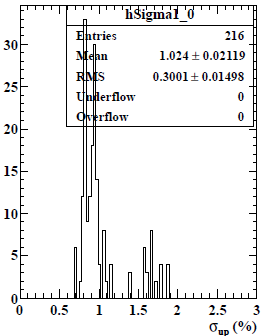 hSigma1_0
Entries 216
Mean 1.024 ± 0.02119
RMS 0.3001 ± 0.01498
Underflow 0
Overflow 0
30
25
20
15
10
5
0
0 0.5 1 1.5 2 2.5 3
σup (%)